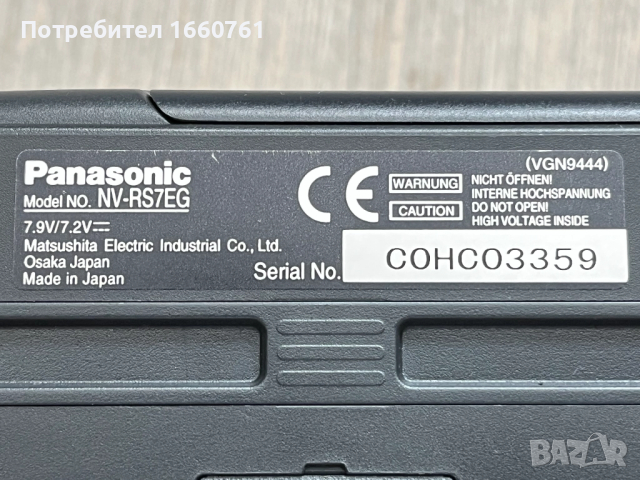 Потребител 1660761
Panasonic
Model NO. NV-RS7EG
7.9V/7.2V⎓
Matsushita Electric Industrial Co., Ltd.
Osaka Japan
Made in Japan
CE
WARNUNG
CAUTION
(VGN9444)
NICHT ÖFFNEN!
INTERNE HOCHSPANNUNG
DO NOT OPEN!
HIGH VOLTAGE INSIDE
Serial No. C0HC03359
BAZAR